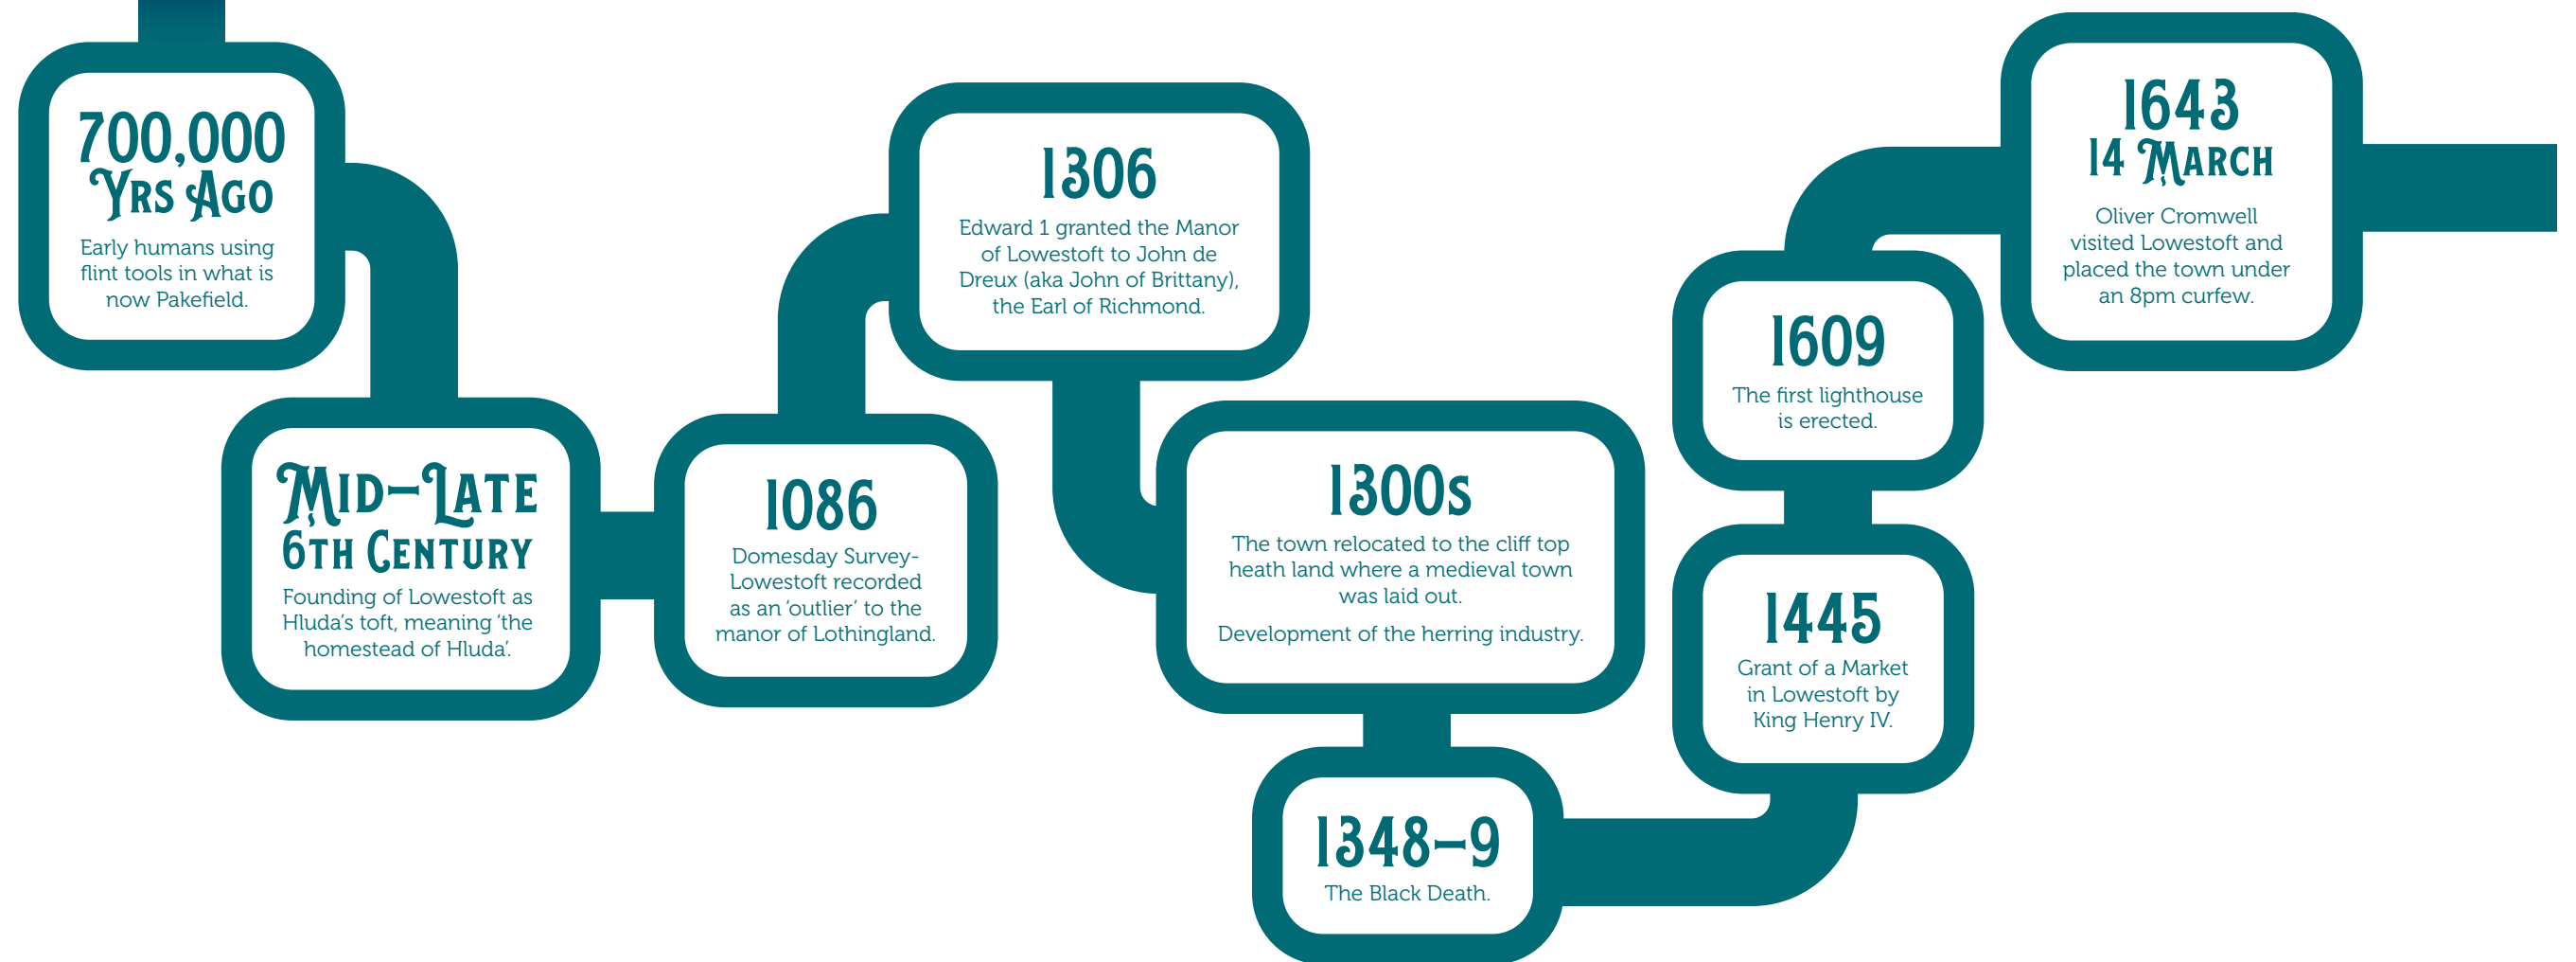 700,000
Yrs Ago
Early humans using
flint tools in what is
now Pakefield.
Mid-Late
6th Century
Founding of Lowestoft as
Hluda's toft, meaning 'the
homestead of Hluda'.
1086
Domesday Survey-
Lowestoft recorded
as an 'outlier' to the
manor of Lothingland.
1306
Edward 1 granted the Manor
of Lowestoft to John de
Dreux (aka John of Brittany),
the Earl of Richmond.
1300s
The town relocated to the cliff top
heath land where a medieval town
was laid out.
Development of the herring industry.
1348-9
The Black Death.
1445
Grant of a Market
in Lowestoft by
King Henry IV.
1609
The first lighthouse
is erected.
1643
14 March
Oliver Cromwell
visited Lowestoft and
placed the town under
an 8pm curfew.